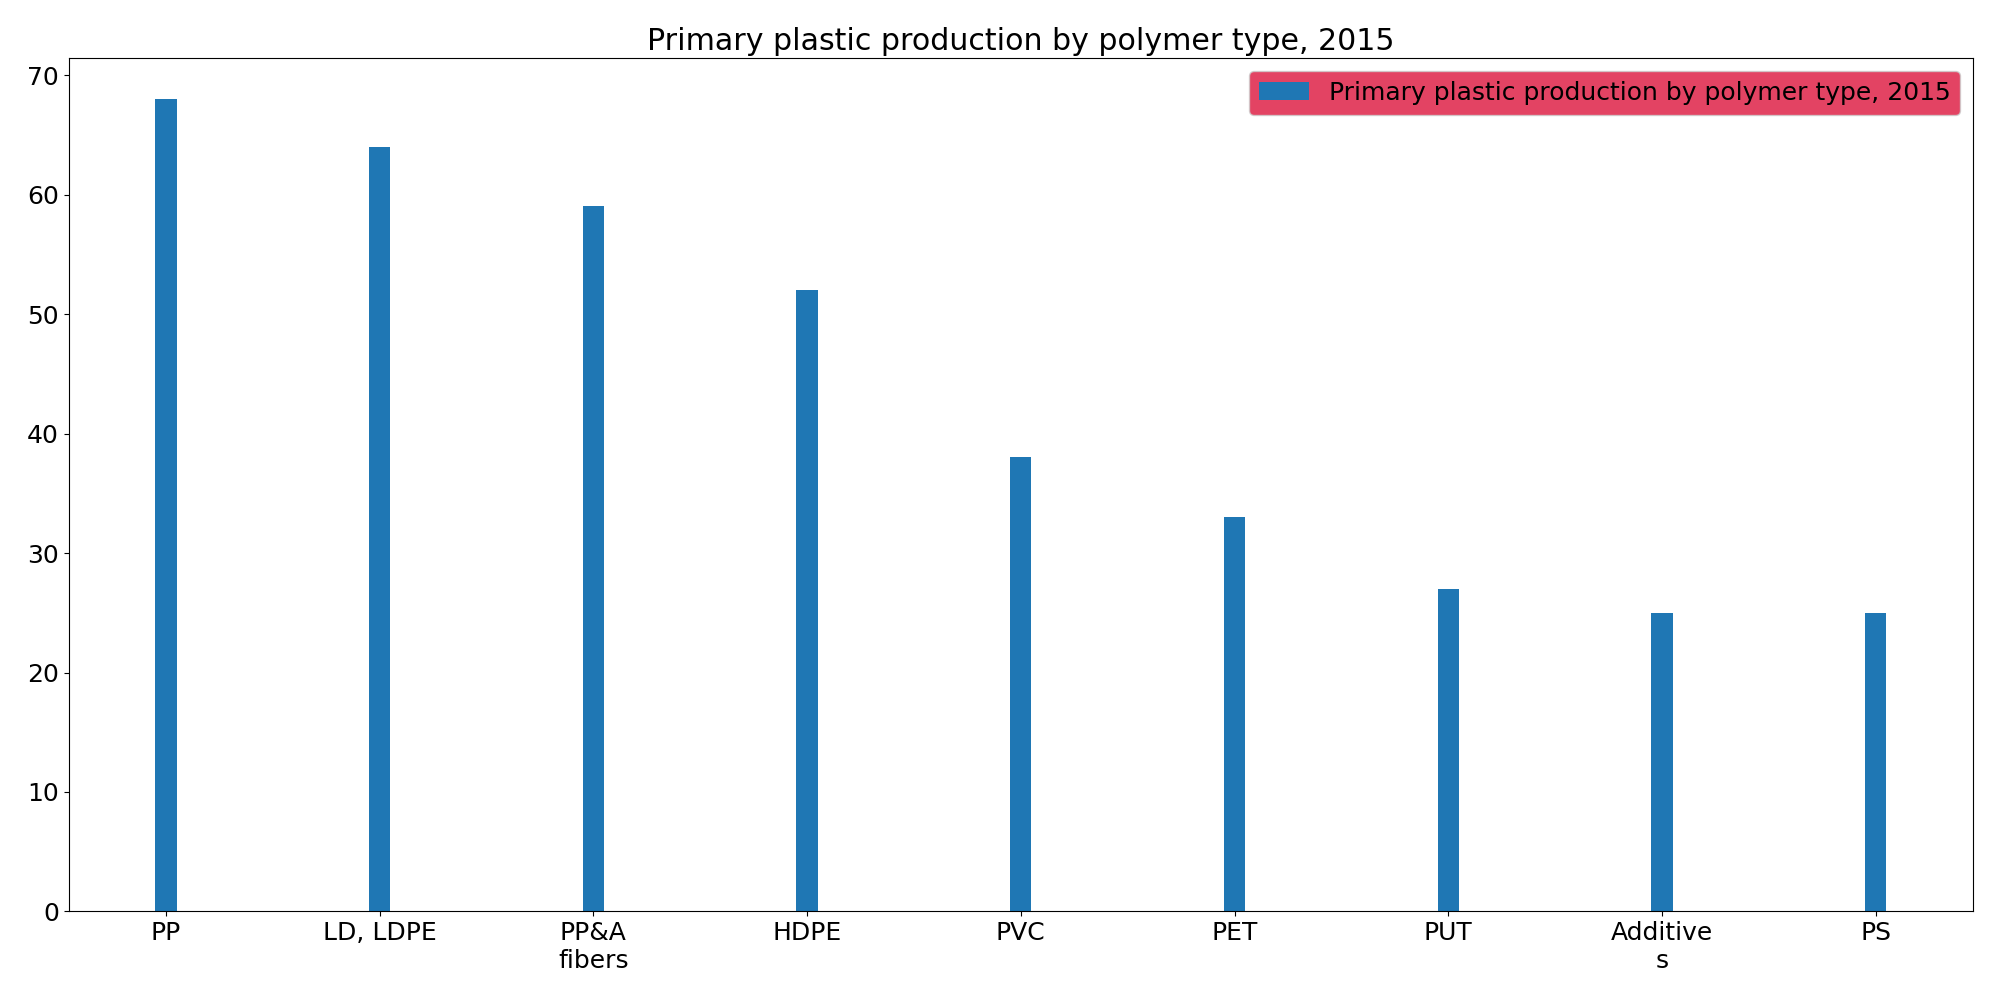 Primary plastic production by polymer type, 2015
Primary plastic production by polymer type, 2015
70
60
50
40
30
20
10
0
PP
LD, LDPE
PP&A
fibers
HDPE
PVC
PET
PUT
Additive
s
PS